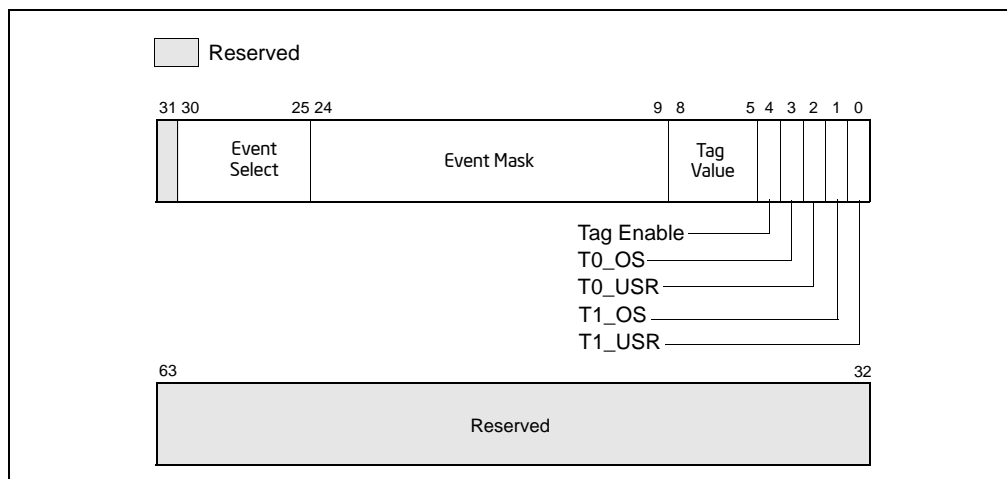 Reserved
31 30 25 24 9 8 5 4 3 2 1 0
Event
Select
Event Mask
Tag
Value
Tag Enable
T0_OS
T0_USR
T1_OS
T1_USR
63 32
Reserved